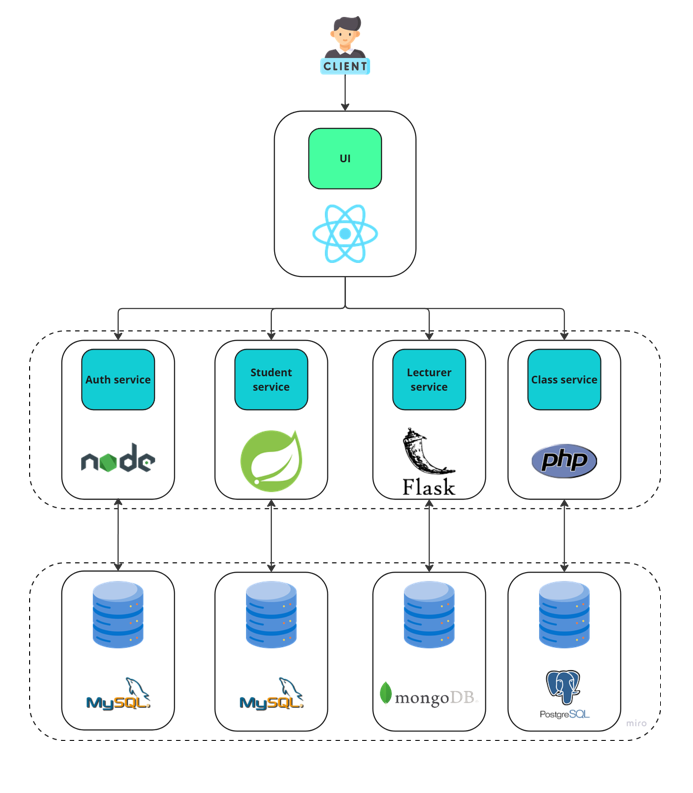 CLIENT
UI
Auth service
Student
service
Lecturer
service
Class service
node
Flask
php
MySQL.
MySQL.
mongoDB.
PostgreSQL
miro